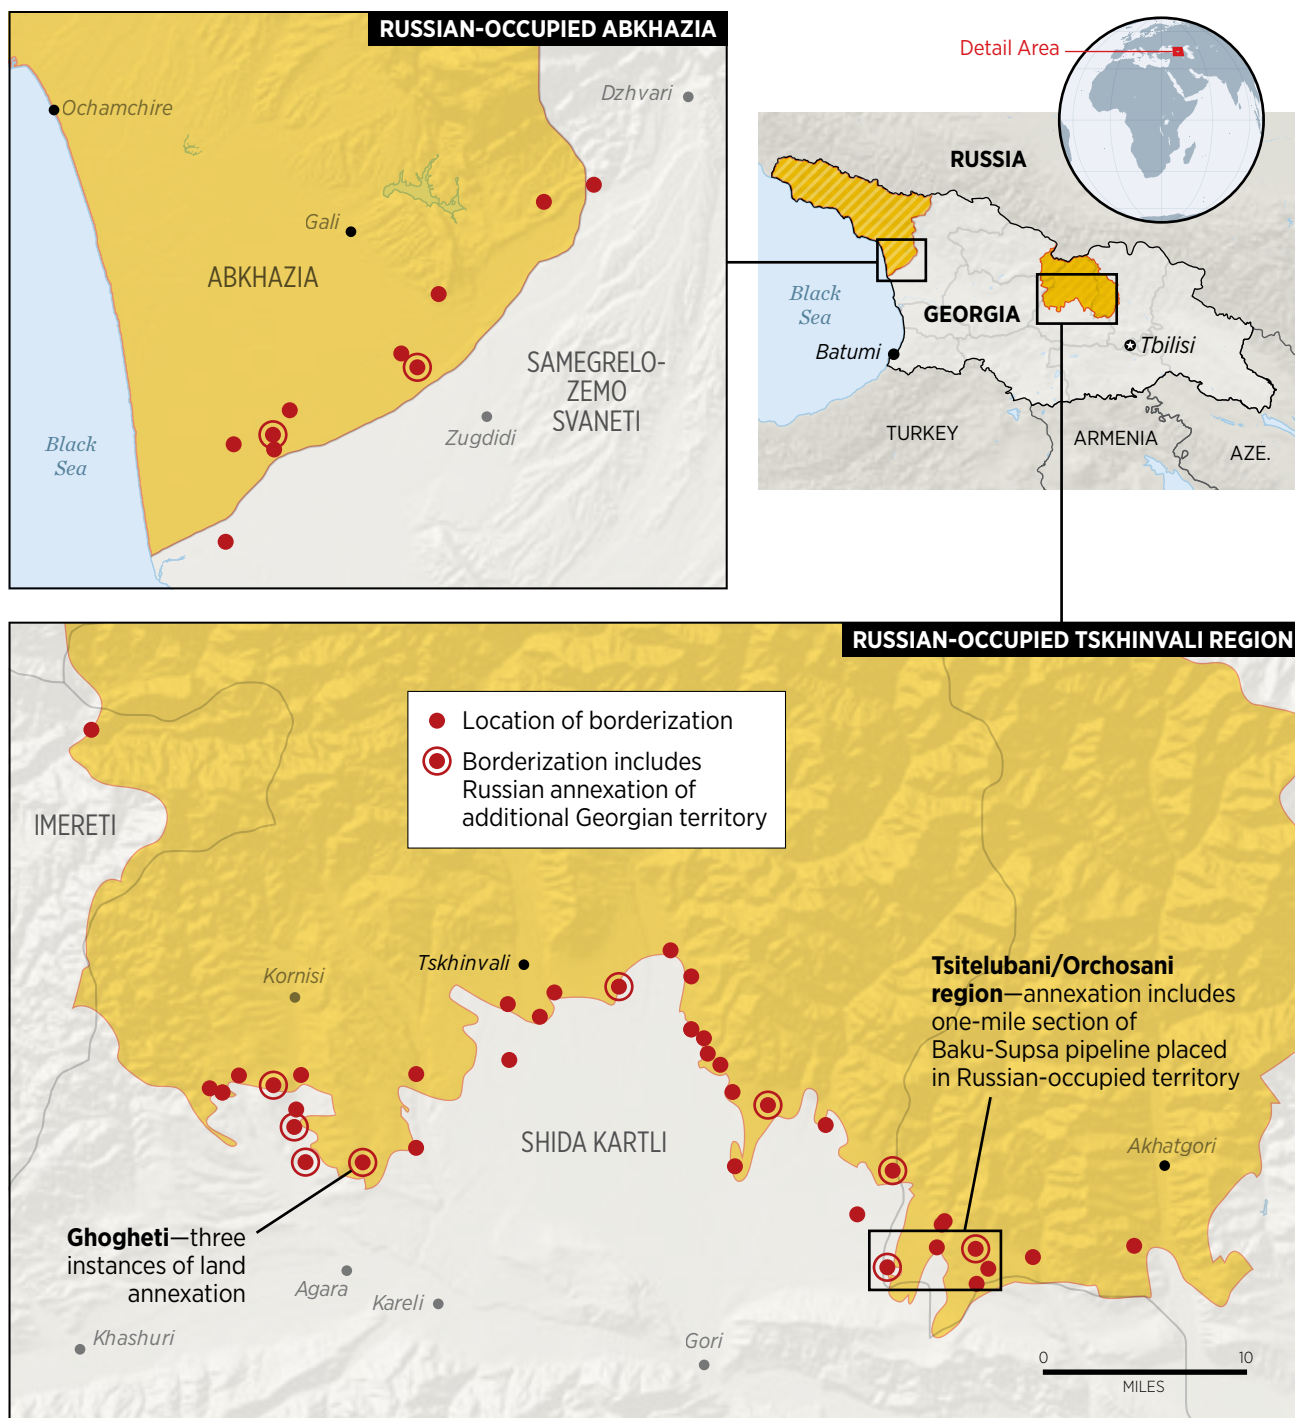 RUSSIAN-OCCUPIED ABKHAZIA
Dzhvari
Ochamchire
Gali
ABKHAZIA
SAMEGRELO-
ZEMO
SVANETI
Zugdidi
Black
Sea
Detail Area
RUSSIA
Black
Sea
GEORGIA
Batumi
Tbilisi
TURKEY
ARMENIA
AZE.
RUSSIAN-OCCUPIED TSKHINVALI REGION
Location of borderization
Borderization includes
Russian annexation of
additional Georgian territory
IMERETI
Kornisi
Tskhinvali
Tsitelubani/Orchosani
region—annexation includes
one-mile section of
Baku-Supsa pipeline placed
in Russian-occupied territory
SHIDA KARTLI
Akhatgori
Ghogheti—three
instances of land
annexation
Agara
Kareli
Khashuri
Gori
0 10
MILES